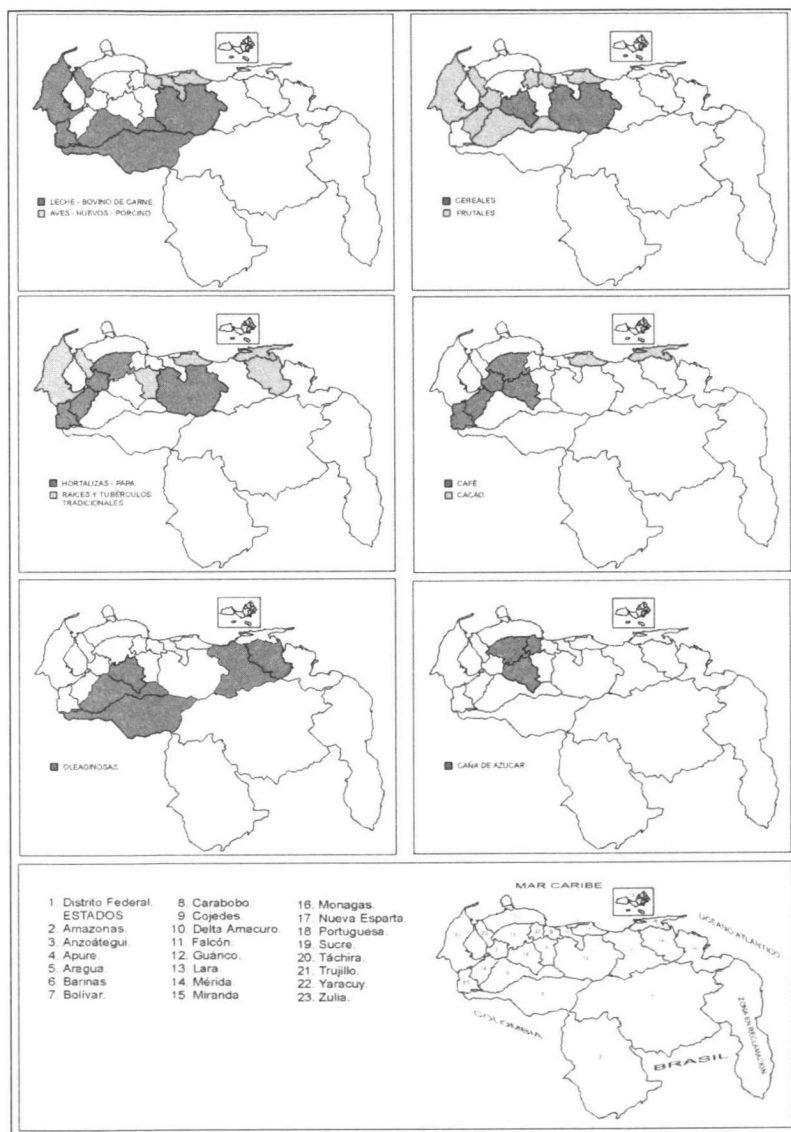 LECHE - BOVINO DE CARNE
AVES - HUEVOS - PORCINO
CEREALES
FRUTALES
HORTALIZAS - PAPA
RAICES Y TUBÉRCULOS
TRADICIONALES
CAFÉ
CACAO
OLEAGINOSAS
CAÑA DE AZUCAR
1 Distrito Federal.
ESTADOS
2. Amazonas.
3. Anzoátegui.
4. Apure.
5. Aragua.
6 Barinas
7. Bolívar.
8. Carabobo
9 Cojedes
10. Delta Amacuro.
11 Falcón.
12. Guárico.
13. Lara.
14. Mérida.
15 Miranda
16. Monagas.
17. Nueva Esparta.
18 Portuguesa.
19. Sucre.
20. Táchira.
21. Trujillo.
22. Yaracuy.
23. Zulia.
MAR CARIBE
OCEANO ATLANTICO
ZONA EN RECLAMACION
COLOMBIA
BRASIL